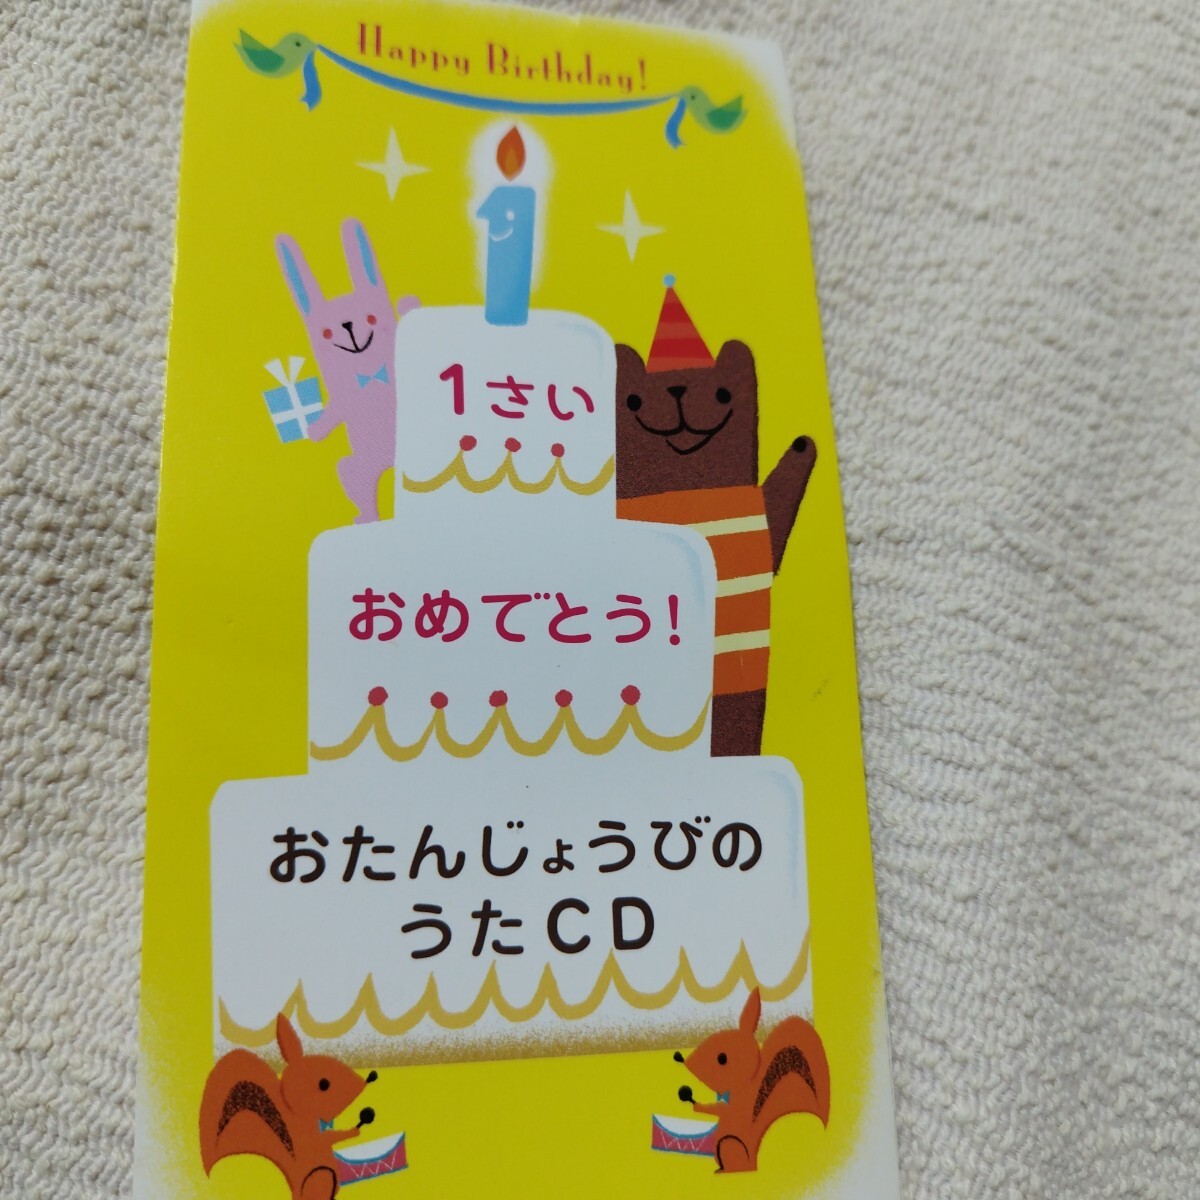 Happy Birthday!
1さい
おめでとう!
おたんじょうびの
うたCD